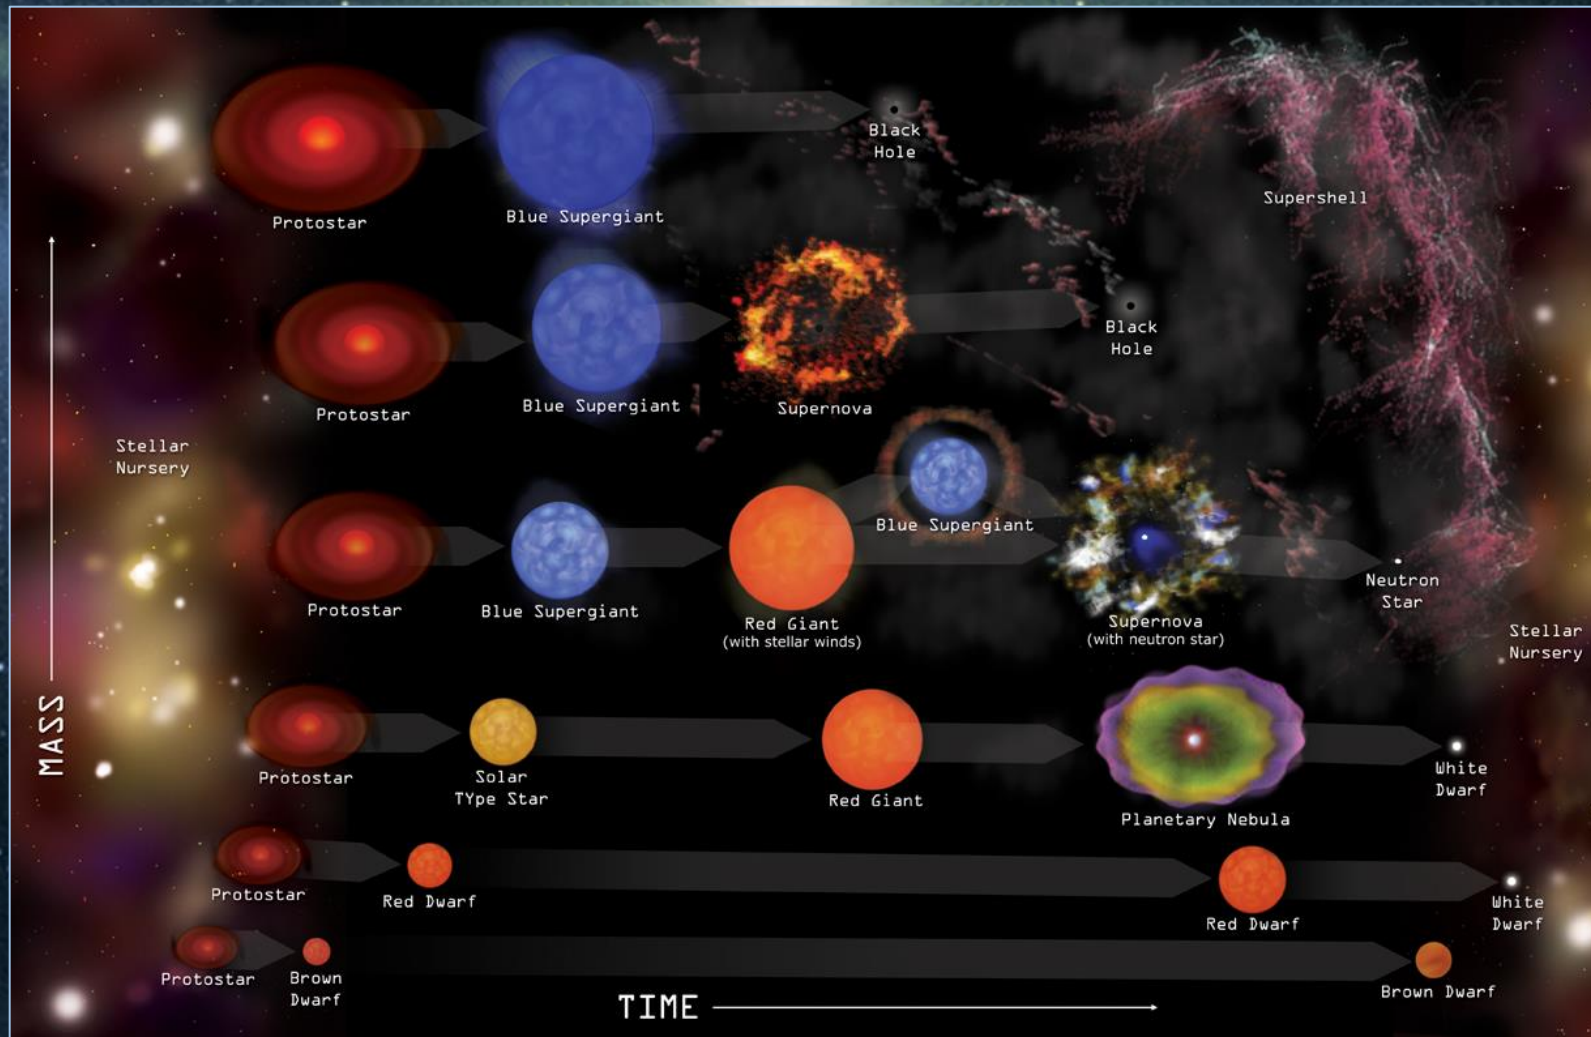 Protostar
Blue Supergiant
Black
Hole
Supershell
Protostar
Blue Supergiant
Supernova
Black
Hole
Stellar
Nursery
Protostar
Blue Supergiant
Red Giant
(with stellar winds)
Blue Supergiant
Supernova
(with neutron star)
Neutron
Star
Stellar
Nursery
MASS
Protostar
Solar
TYpe Star
Red Giant
Planetary Nebula
White
Dwarf
Protostar
Red Dwarf
Red Dwarf
White
Dwarf
Protostar
Brown
Dwarf
Brown Dwarf
TIME